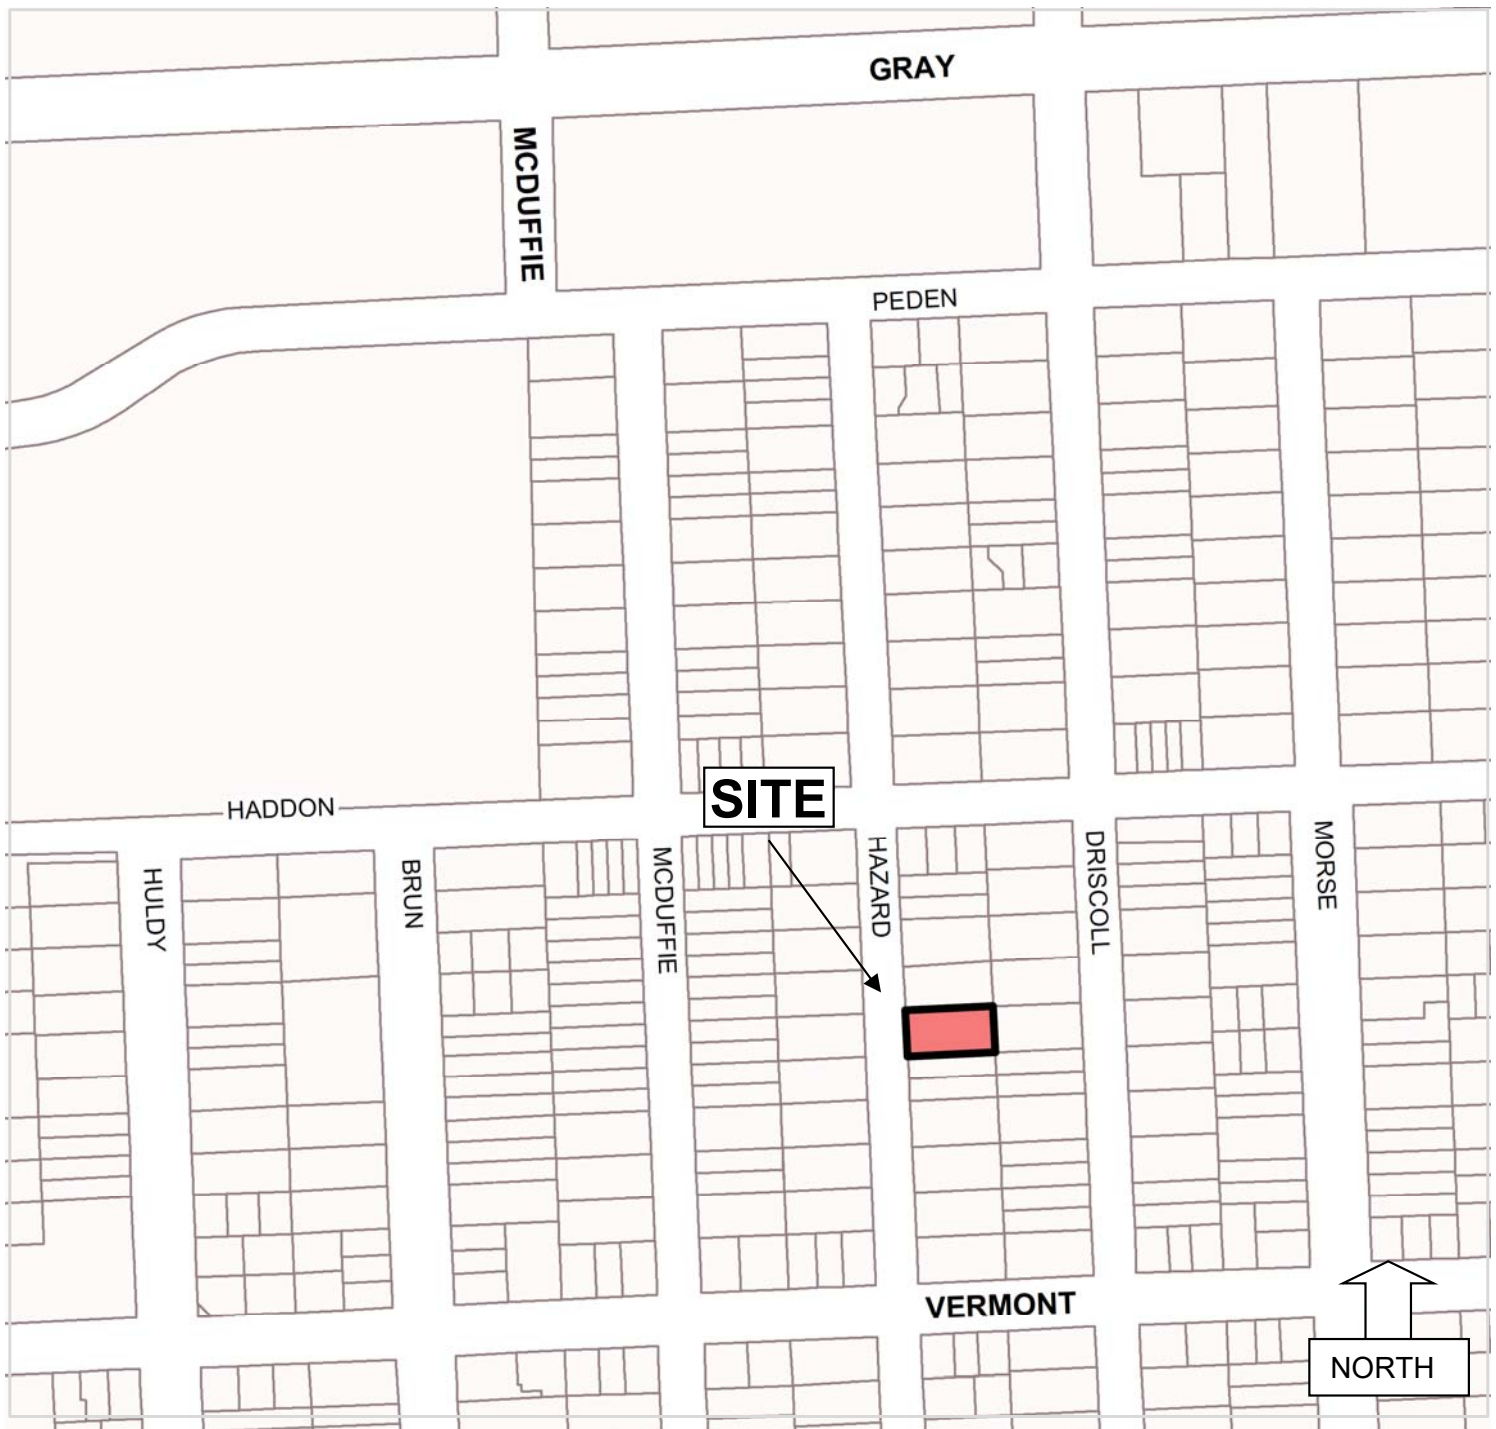 GRAY
MCDUFFIE
PEDEN
HADDON
SITE
HULDY
BRUN
MCDUFFIE
HAZARD
DRISCOLL
MORSE
VERMONT
NORTH